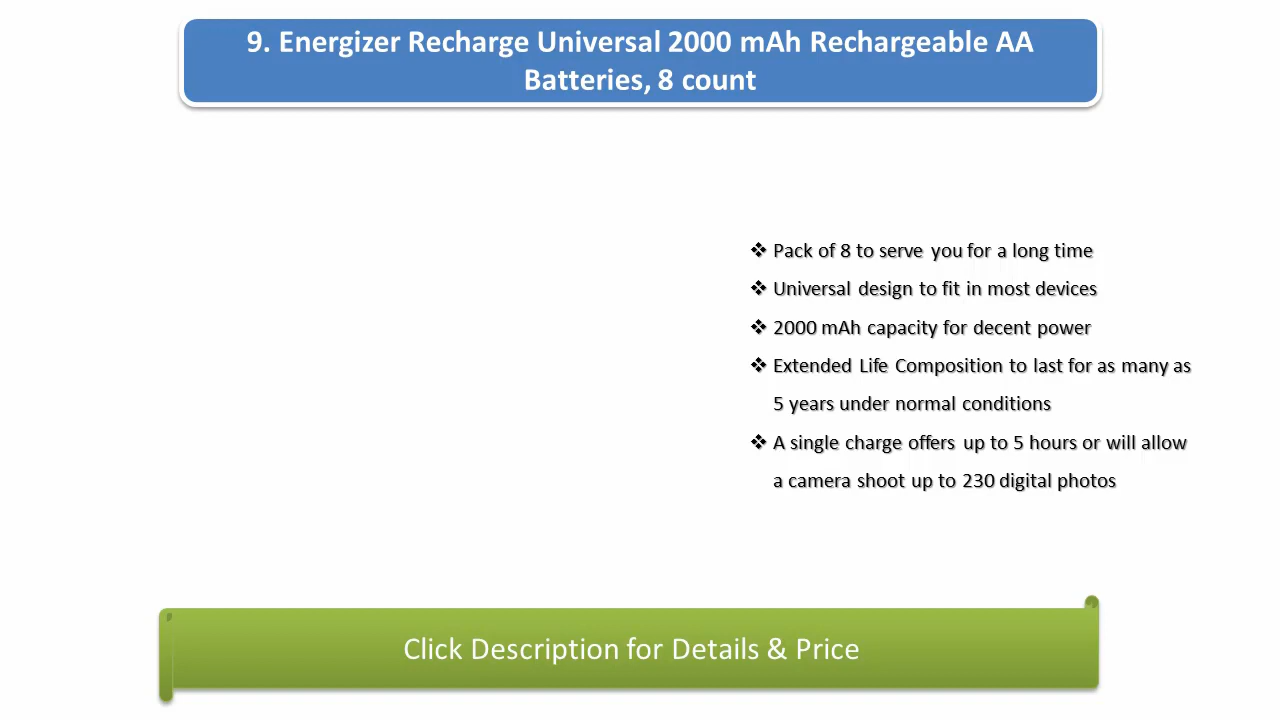 9. Energizer Recharge Universal 2000 mAh Rechargeable AA
Batteries, 8 count
❖ Pack of 8 to serve you for a long time
❖ Universal design to fit in most devices
❖ 2000 mAh capacity for decent power
❖ Extended Life Composition to last for as many as
5 years under normal conditions
❖ A single charge offers up to 5 hours or will allow
a camera shoot up to 230 digital photos
Click Description for Details & Price